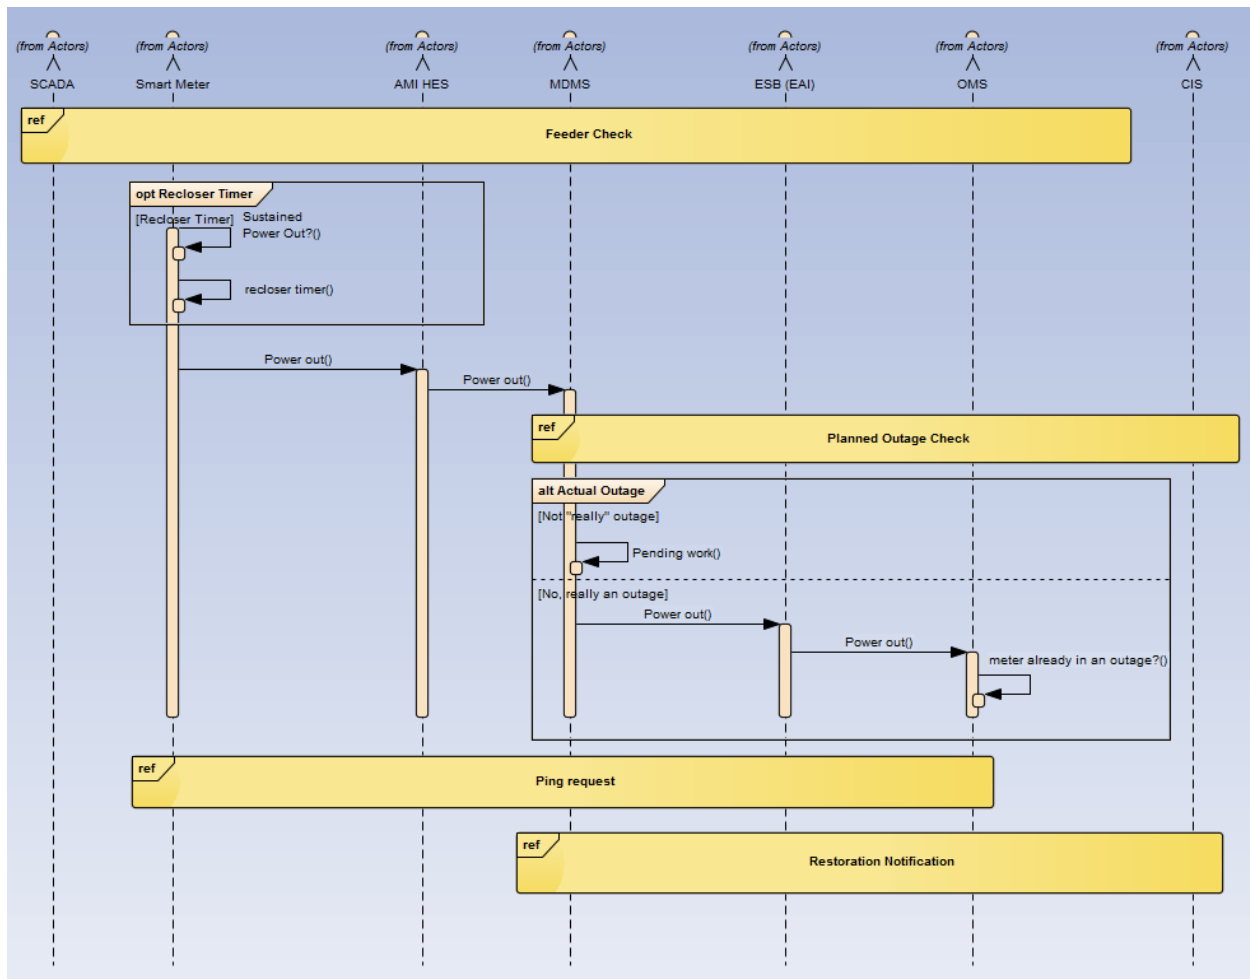 (from Actors) (from Actors) (from Actors) (from Actors) (from Actors) (from Actors) (from Actors)
SCADA Smart Meter AMI HES MDMS ESB (EAI) OMS CIS
ref
Feeder Check
opt Recloser Timer
[Recloser Timer] Sustained
Power Out?()
recloser timer()
Power out()
Power out()
ref
Planned Outage Check
alt Actual Outage
[Not "really" outage]
Pending work()
[No, really an outage]
Power out()
Power out()
meter already in an outage?()
ref
Ping request
ref
Restoration Notification